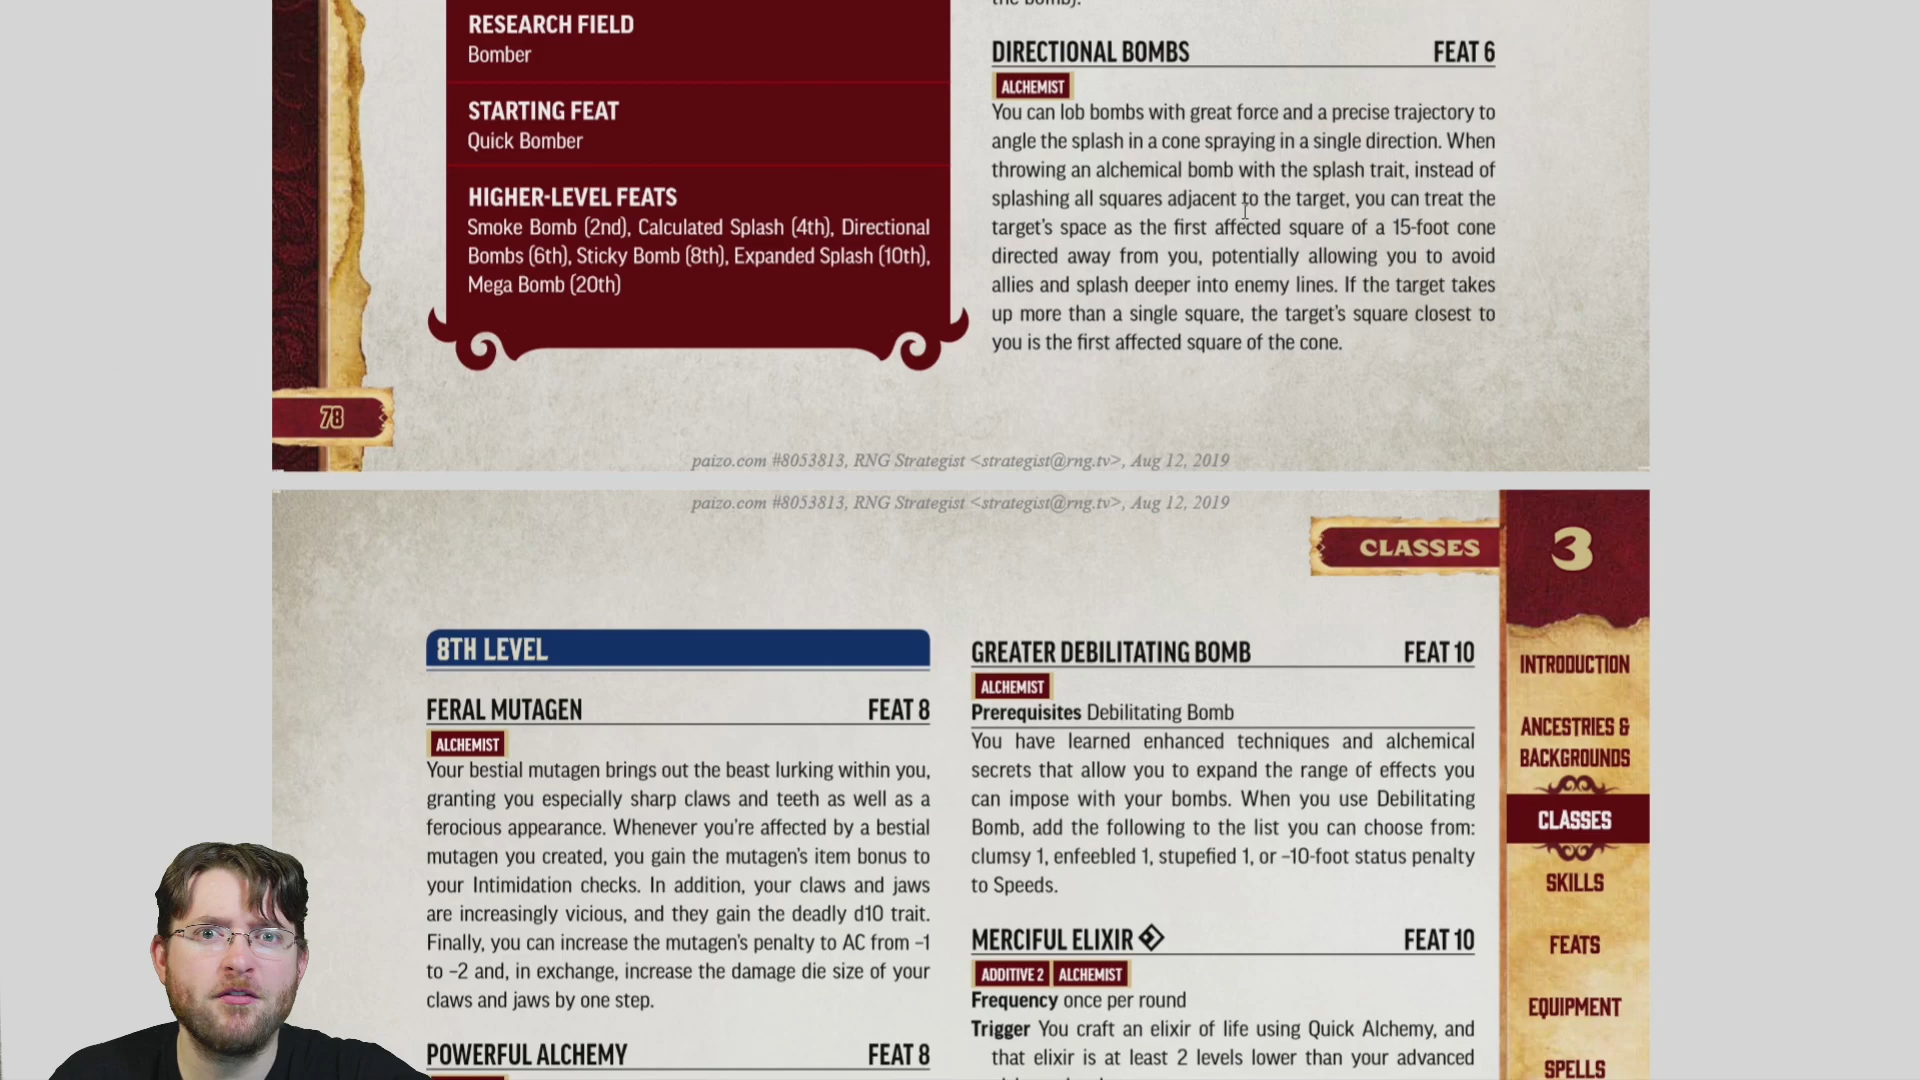 the bomb).
RESEARCH FIELD
Bomber
STARTING FEAT
Quick Bomber
HIGHER-LEVEL FEATS
Smoke Bomb (2nd), Calculated Splash (4th), Directional
Bombs (6th), Sticky Bomb (8th), Expanded Splash (10th),
Mega Bomb (20th)
DIRECTIONAL BOMBS FEAT 6
ALCHEMIST
You can lob bombs with great force and a precise trajectory to
angle the splash in a cone spraying in a single direction. When
throwing an alchemical bomb with the splash trait, instead of
splashing all squares adjacent to the target, you can treat the
target's space as the first affected square of a 15-foot cone
directed away from you, potentially allowing you to avoid
allies and splash deeper into enemy lines. If the target takes
up more than a single square, the target's square closest to
you is the first affected square of the cone.
78
paizo.com #8053813, RNG Strategist <strategist@rng.tv>, Aug 12, 2019
paizo.com #8053813, RNG Strategist <strategist@rng.tv>, Aug 12, 2019
CLASSES
3
8TH LEVEL
FERAL MUTAGEN FEAT 8
ALCHEMIST
Your bestial mutagen brings out the beast lurking within you,
granting you especially sharp claws and teeth as well as a
ferocious appearance. Whenever you're affected by a bestial
mutagen you created, you gain the mutagen's item bonus to
your Intimidation checks. In addition, your claws and jaws
are increasingly vicious, and they gain the deadly d10 trait.
Finally, you can increase the mutagen's penalty to AC from –1
to –2 and, in exchange, increase the damage die size of your
claws and jaws by one step.
POWERFUL ALCHEMY FEAT 8
GREATER DEBILITATING BOMB FEAT 10
ALCHEMIST
Prerequisites Debilitating Bomb
You have learned enhanced techniques and alchemical
secrets that allow you to expand the range of effects you
can impose with your bombs. When you use Debilitating
Bomb, add the following to the list you can choose from:
clumsy 1, enfeebled 1, stupefied 1, or –10-foot status penalty
to Speeds.
MERCIFUL ELIXIR FEAT 10
ADDITIVE 2 ALCHEMIST
Frequency once per round
Trigger You craft an elixir of life using Quick Alchemy, and
that elixir is at least 2 levels lower than your advanced
INTRODUCTION
ANCESTRIES &
BACKGROUNDS
CLASSES
SKILLS
FEATS
EQUIPMENT
SPELLS